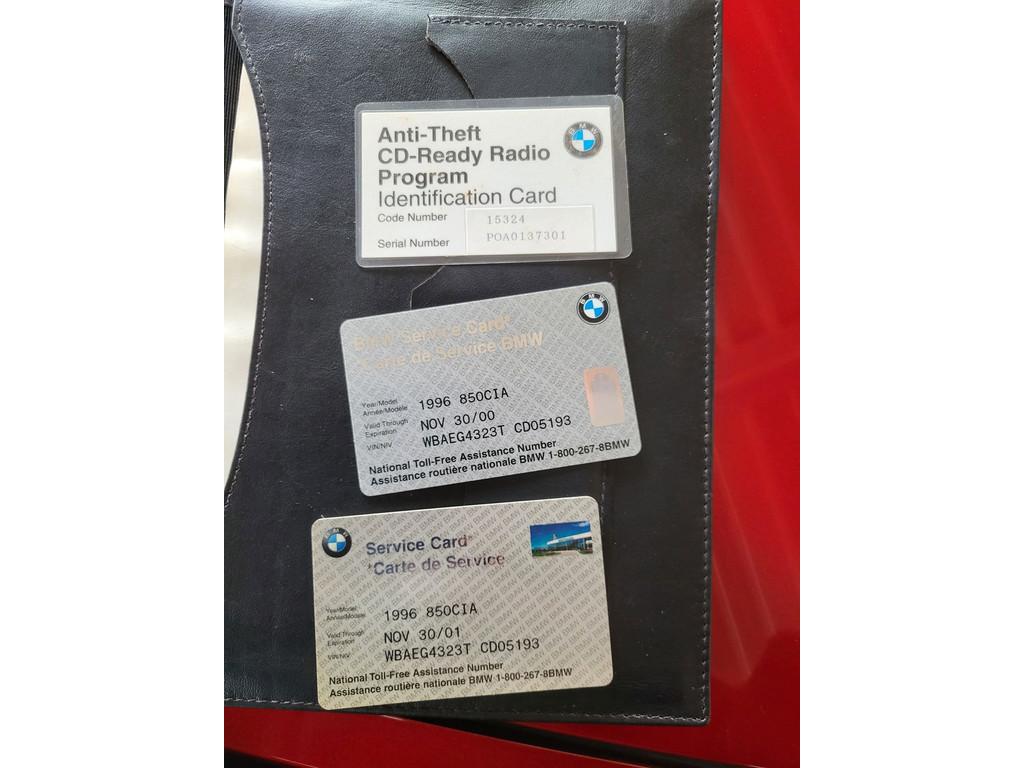 Anti-Theft
CD-Ready Radio
Program
Identification Card
Code Number 15324
Serial Number POA0137301
BMW
BMW Service Card*
*Carte de Service BMW
BMW
Year/Model
Année/Modèle 1996 850CIA
Valid Through
Expiration NOV 30/00
VIN/NIV WBAEG4323T CD05193
National Toll-Free Assistance Number
Assistance routière nationale BMW 1-800-267-8BMW
BMW
Service Card*
*Carte de Service
Year/Model
Année/Modèle 1996 850CIA
Valid Through
Expiration NOV 30/01
VIN/NIV WBAEG4323T CD05193
National Toll-Free Assistance Number
Assistance routière nationale BMW 1-800-267-8BMW